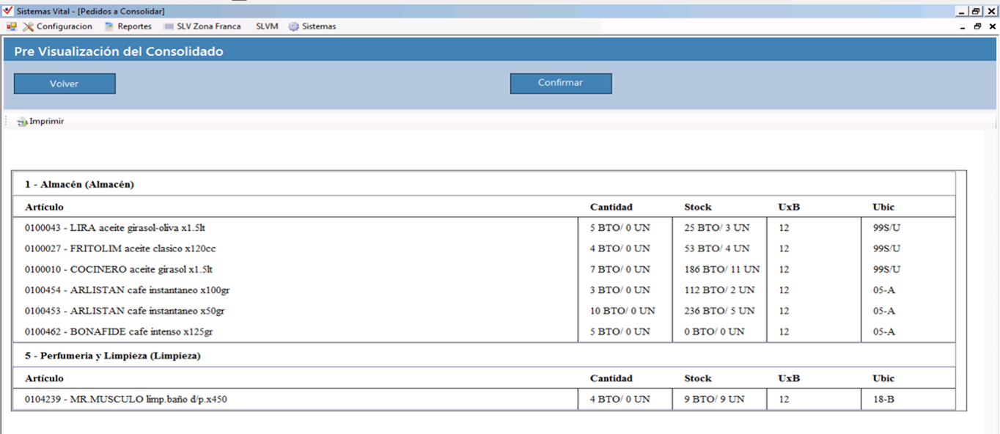 Sistemas Vital - [Pedidos a Consolidar]
Configuracion Reportes SLV Zona Franca SLVM Sistemas
Pre Visualización del Consolidado
Volver Confirmar
Imprimir
1 - Almacén (Almacén)
Artículo Cantidad Stock UxB Ubic
0100043 - LIRA aceite girasol-oliva x1.5lt 5 BTO/ 0 UN 25 BTO/ 3 UN 12 99S/U
0100027 - FRITOLIM aceite clasico x120cc 4 BTO/ 0 UN 53 BTO/ 4 UN 12 99S/U
0100010 - COCINERO aceite girasol x1.5lt 7 BTO/ 0 UN 186 BTO/ 11 UN 12 99S/U
0100454 - ARLISTAN cafe instantaneo x100gr 3 BTO/ 0 UN 112 BTO/ 2 UN 12 05-A
0100453 - ARLISTAN cafe instantaneo x50gr 10 BTO/ 0 UN 236 BTO/ 5 UN 12 05-A
0100462 - BONAFIDE cafe intenso x125gr 5 BTO/ 0 UN 0 BTO/ 0 UN 12 05-A
5 - Perfumeria y Limpieza (Limpieza)
Artículo Cantidad Stock UxB Ubic
0104239 - MR.MUSCULO limp.baño d/p.x450 4 BTO/ 0 UN 9 BTO/ 9 UN 12 18-B